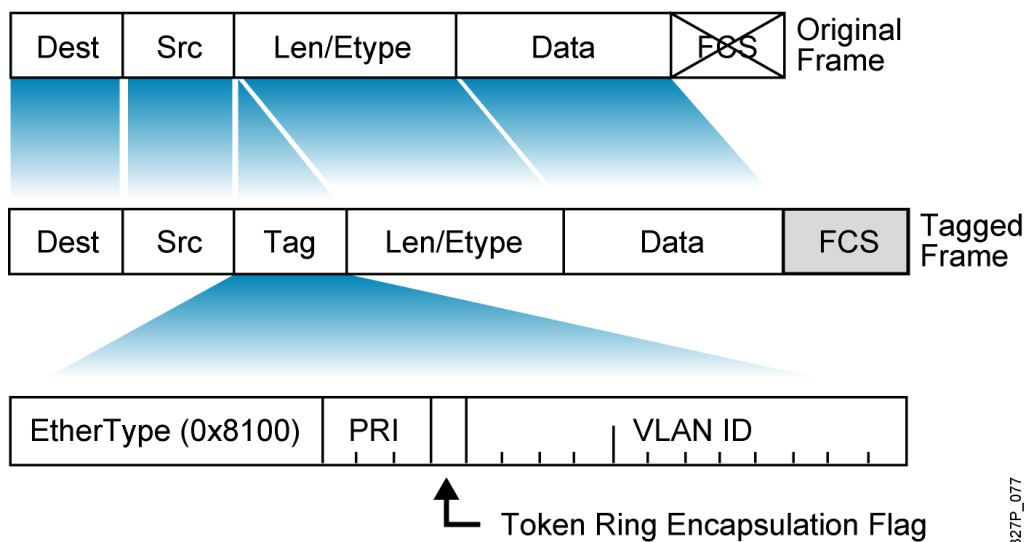 Dest Src Len/Etype Data FCS Original
Frame
Dest Src Tag Len/Etype Data FCS Tagged
Frame
EtherType (0x8100) PRI VLAN ID
Token Ring Encapsulation Flag
327P_077